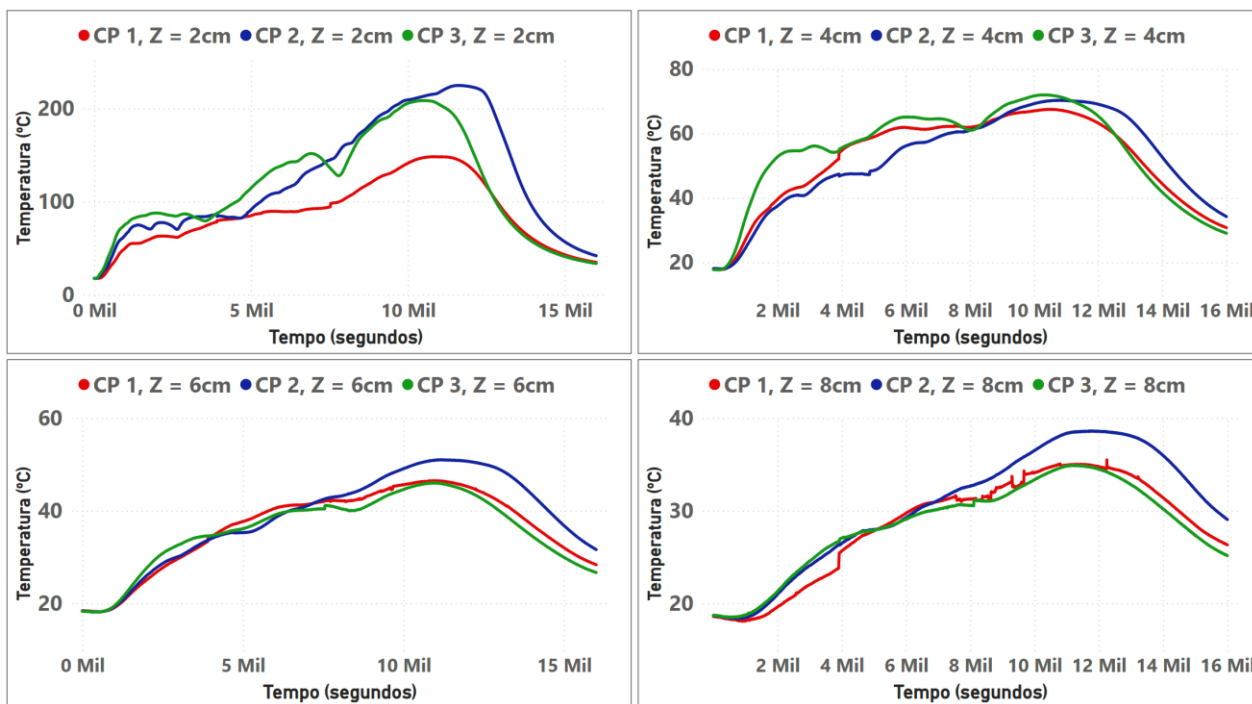 CP 1, Z = 2cm CP 2, Z = 2cm CP 3, Z = 2cm
200
100
0
Temperatura (ºC)
0 Mil 5 Mil 10 Mil 15 Mil
Tempo (segundos)
CP 1, Z = 4cm CP 2, Z = 4cm CP 3, Z = 4cm
80
60
40
20
Temperatura (ºC)
2 Mil 4 Mil 6 Mil 8 Mil 10 Mil 12 Mil 14 Mil 16 Mil
Tempo (segundos)
CP 1, Z = 6cm CP 2, Z = 6cm CP 3, Z = 6cm
60
40
20
Temperatura (ºC)
0 Mil 5 Mil 10 Mil 15 Mil
Tempo (segundos)
CP 1, Z = 8cm CP 2, Z = 8cm CP 3, Z = 8cm
40
30
20
Temperatura (ºC)
2 Mil 4 Mil 6 Mil 8 Mil 10 Mil 12 Mil 14 Mil 16 Mil
Tempo (segundos)